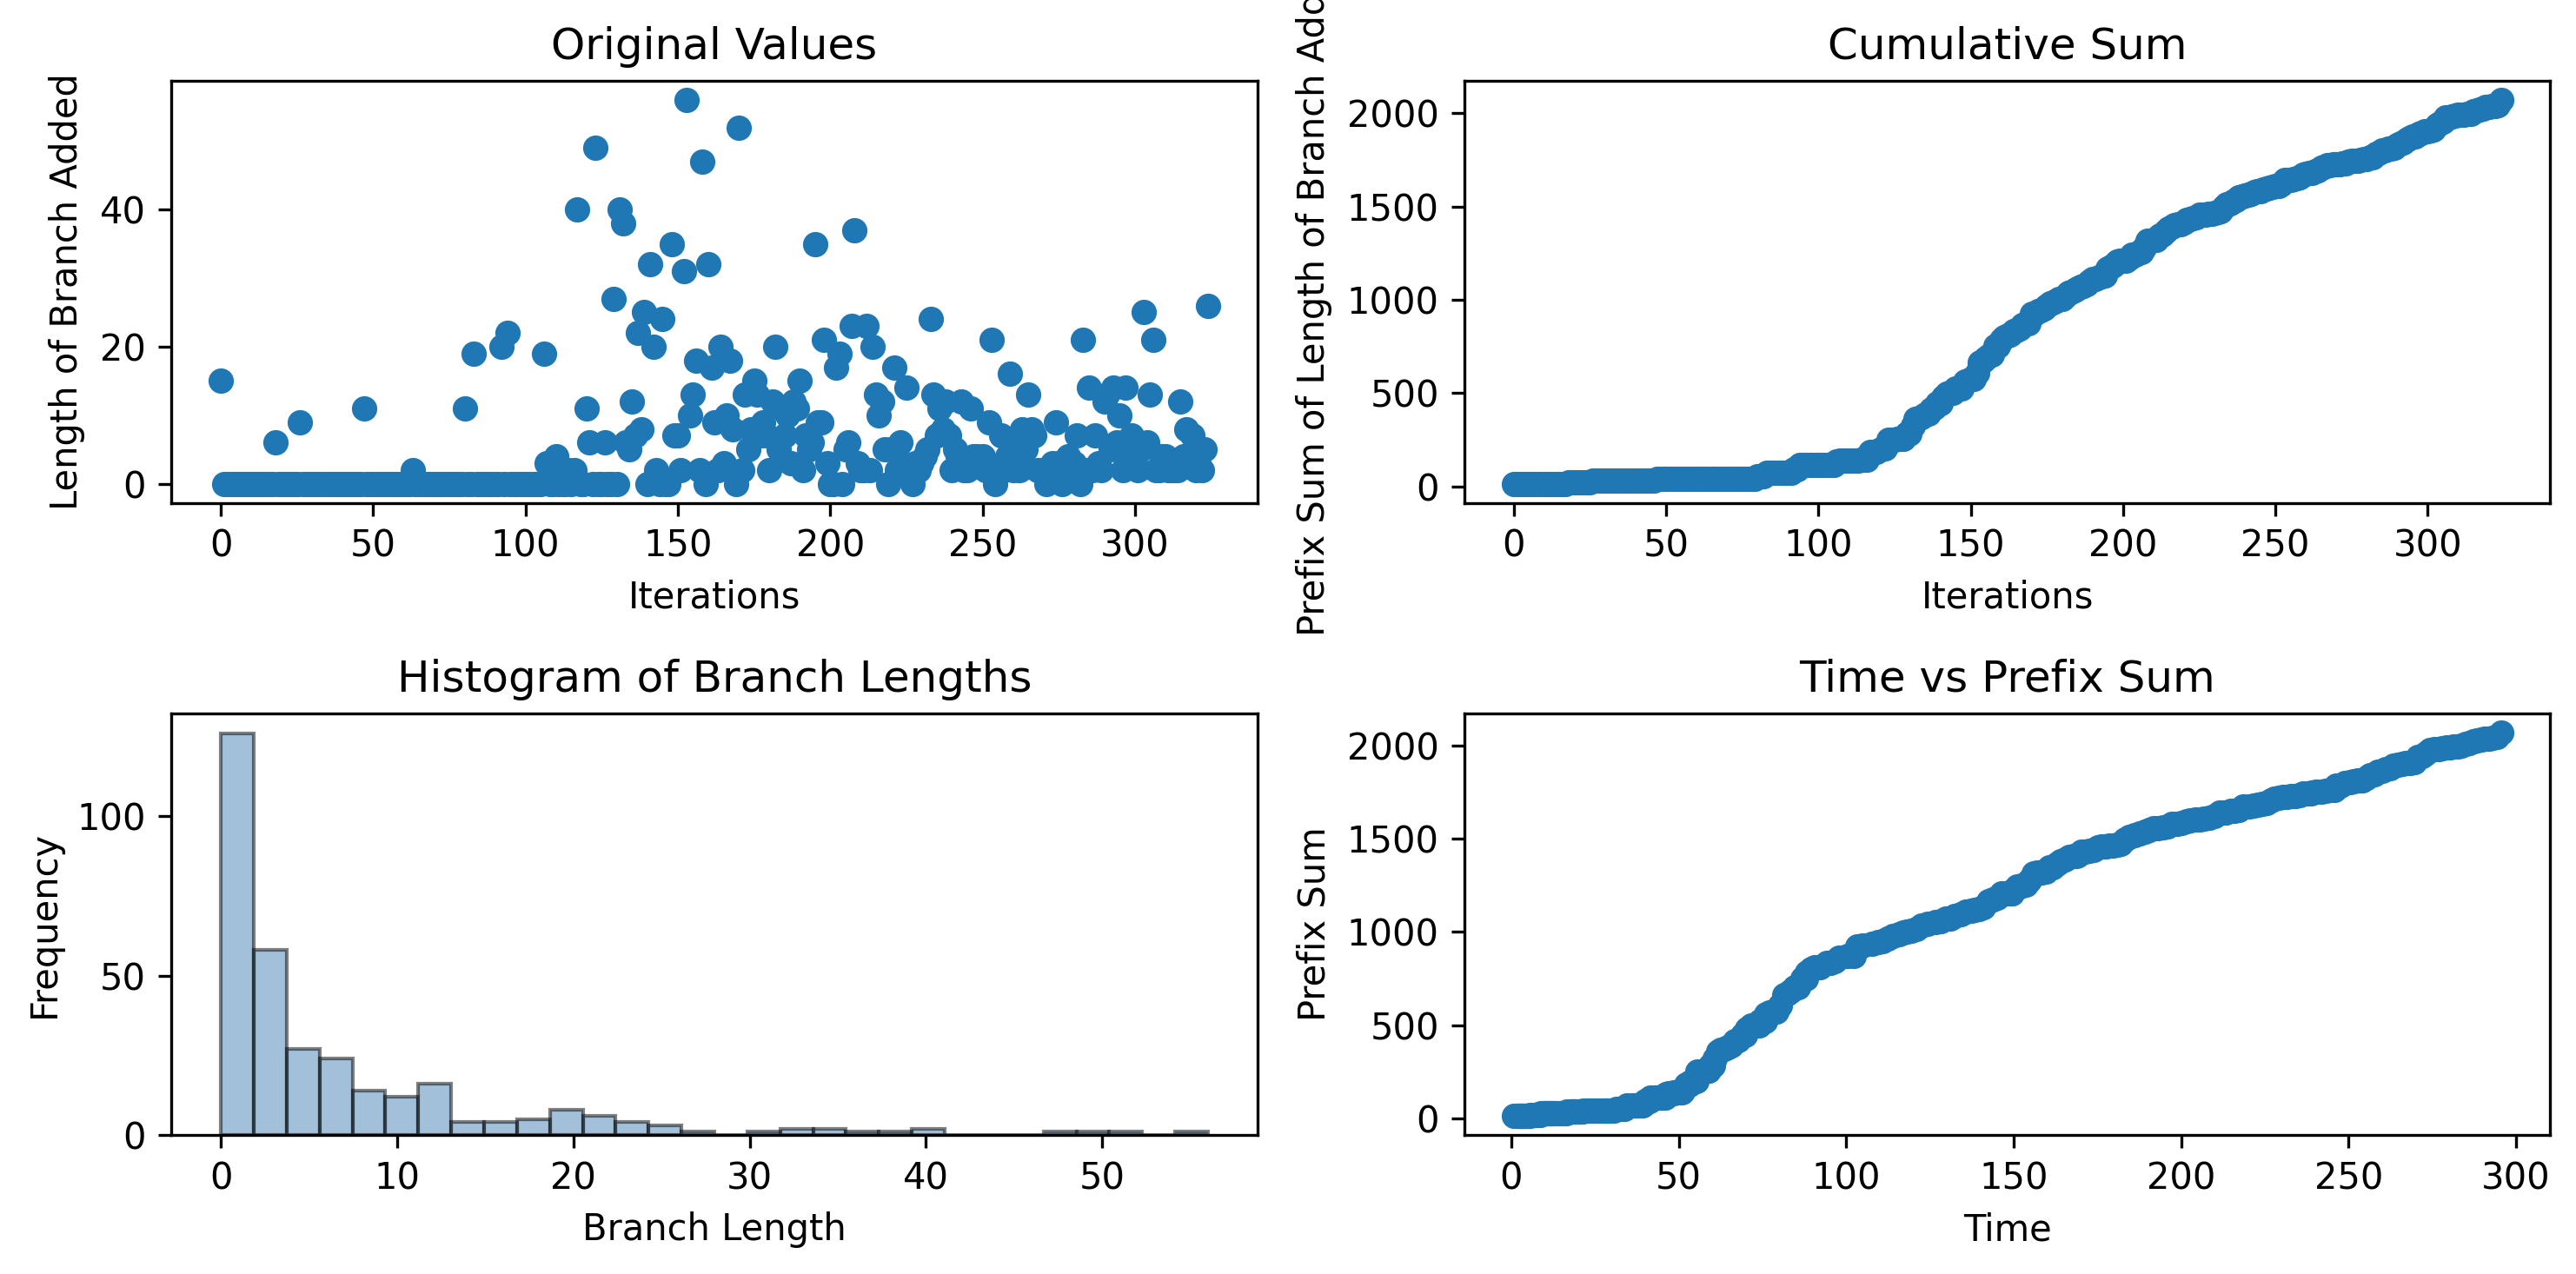 Original Values
Length of Branch Added
40
20
0
0 50 100 150 200 250 300
Iterations
Cumulative Sum
Prefix Sum of Length of Branch
2000
1500
1000
500
0
0 50 100 150 200 250 300
Iterations
Histogram of Branch Lengths
Frequency
100
50
0
0 10 20 30 40 50
Branch Length
Time vs Prefix Sum
Prefix Sum
2000
1500
1000
500
0
0 50 100 150 200 250 300
Time